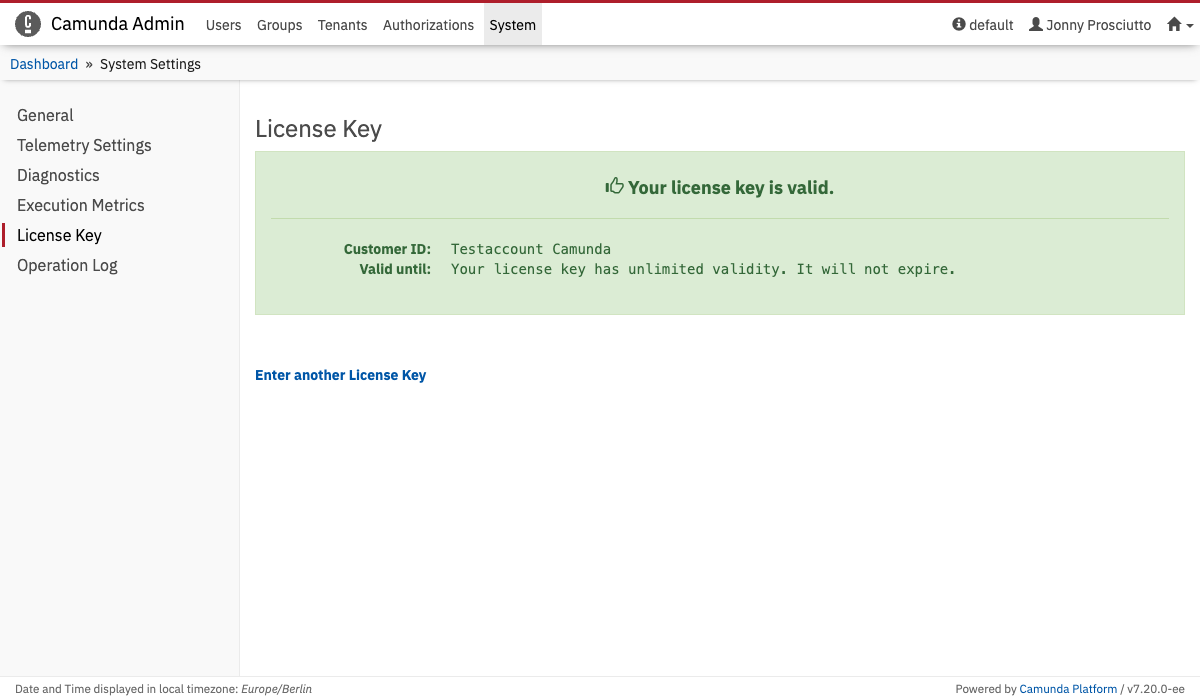 Camunda Admin Users Groups Tenants Authorizations System default Jonny Prosciutto
Dashboard » System Settings
General
Telemetry Settings
Diagnostics
Execution Metrics
License Key
Operation Log
License Key
Your license key is valid.
Customer ID: Testaccount Camunda
Valid until: Your license key has unlimited validity. It will not expire.
Enter another License Key
Date and Time displayed in local timezone: Europe/Berlin
Powered by Camunda Platform / v7.20.0-ee